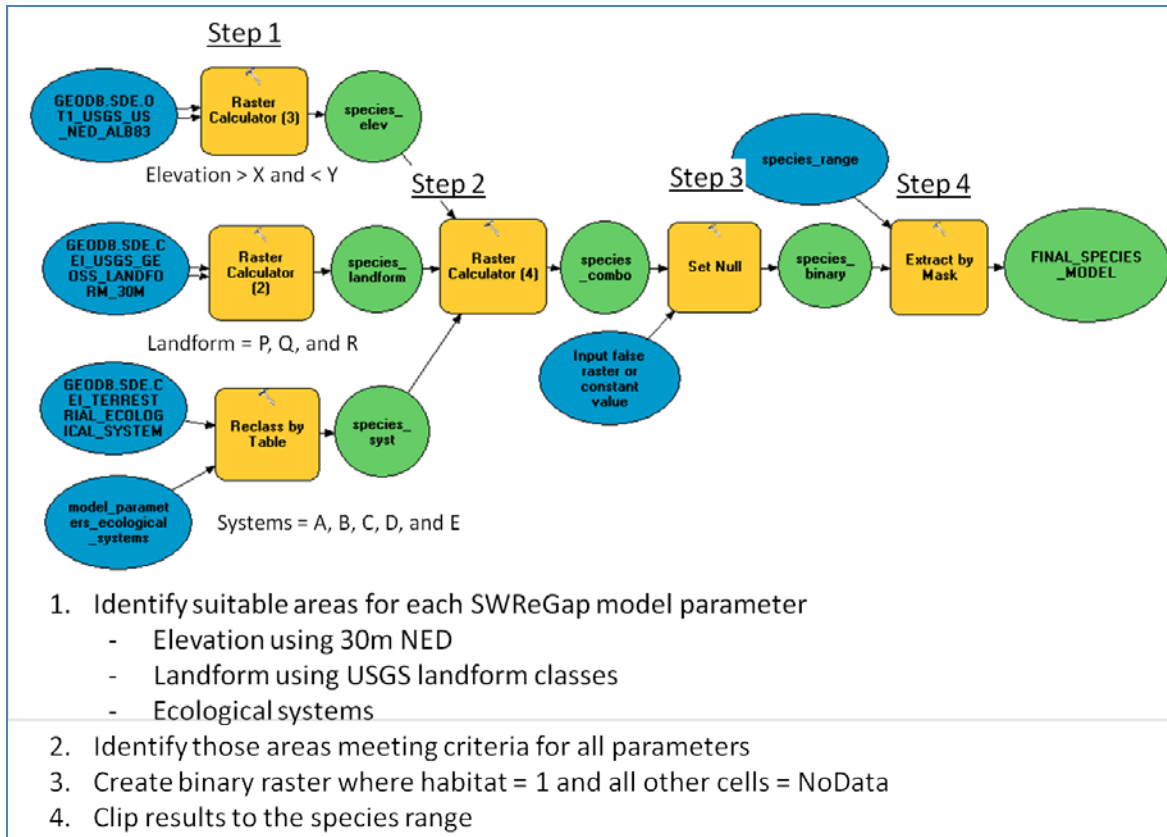 Step 1
GEODB.SDE.O
T1_USGS_US
_NED_ALB83
Raster
Calculator (3)
species_
elev
Elevation > X and < Y
Step 2
Step 3
species_range
Step 4
GEODB.SDE.C
EI_USGS_GE
OSS_LANDFO
RM_30M
Raster
Calculator
(2)
species_
landform
Raster
Calculator (4)
species
_combo
Set Null
species_
binary
Extract by
Mask
FINAL_SPECIES
_MODEL
Landform = P, Q, and R
Input false
raster or
constant
value
GEODB.SDE.C
EI_TERREST
RIAL_ECOLOG
ICAL_SYSTEM
Reclass by
Table
species_
syst
model_paramet
ers_ecological
_systems
Systems = A, B, C, D, and E
1. Identify suitable areas for each SWReGap model parameter
- Elevation using 30m NED
- Landform using USGS landform classes
- Ecological systems
2. Identify those areas meeting criteria for all parameters
3. Create binary raster where habitat = 1 and all other cells = NoData
4. Clip results to the species range